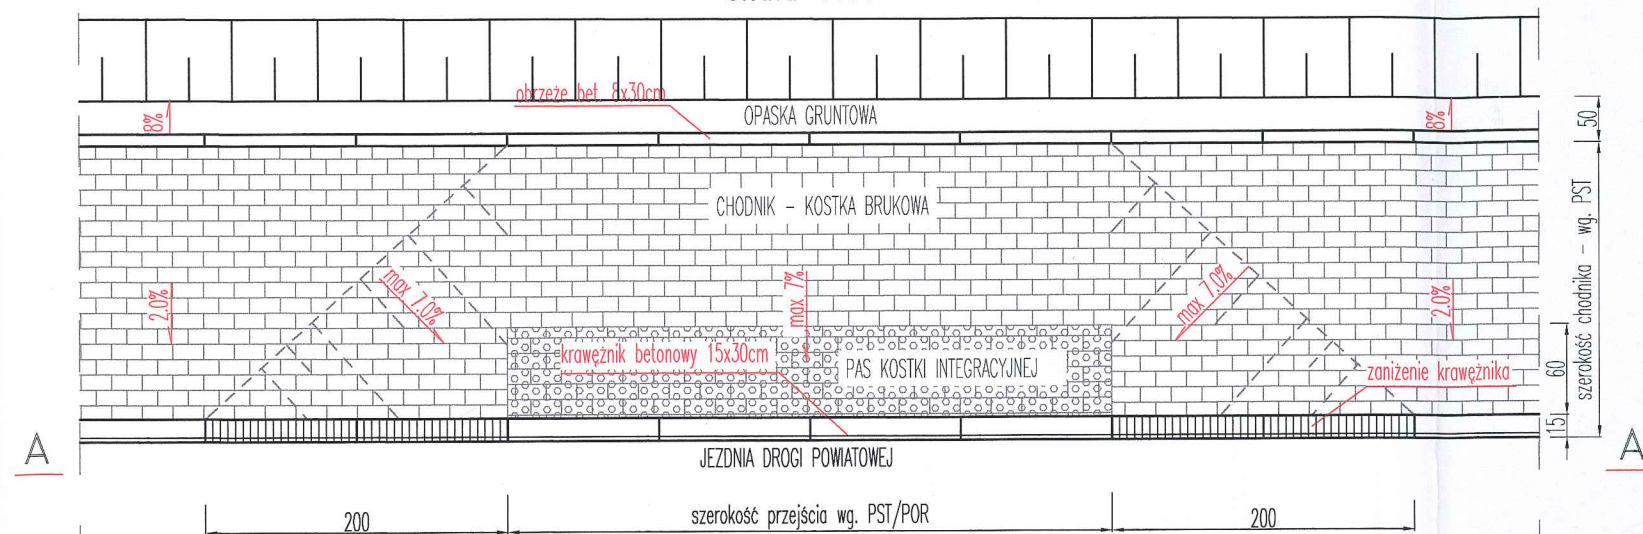 obrzeże bet. 8x30cm
OPASKA GRUNTOWA
8%
8%
50
CHODNIK – KOSTKA BRUKOWA
szerokość chodnika – wg. PST
max 7.0%
max 7%
max 7.0%
2.0%
2.0%
krawężnik betonowy 15x30cm
PAS KOSTKI INTEGRACYJNEJ
zaniżenie krawężnika
60
15
A
JEZDNIA DROGI POWIATOWEJ
A
200
szerokość przejścia wg. PST/POR
200